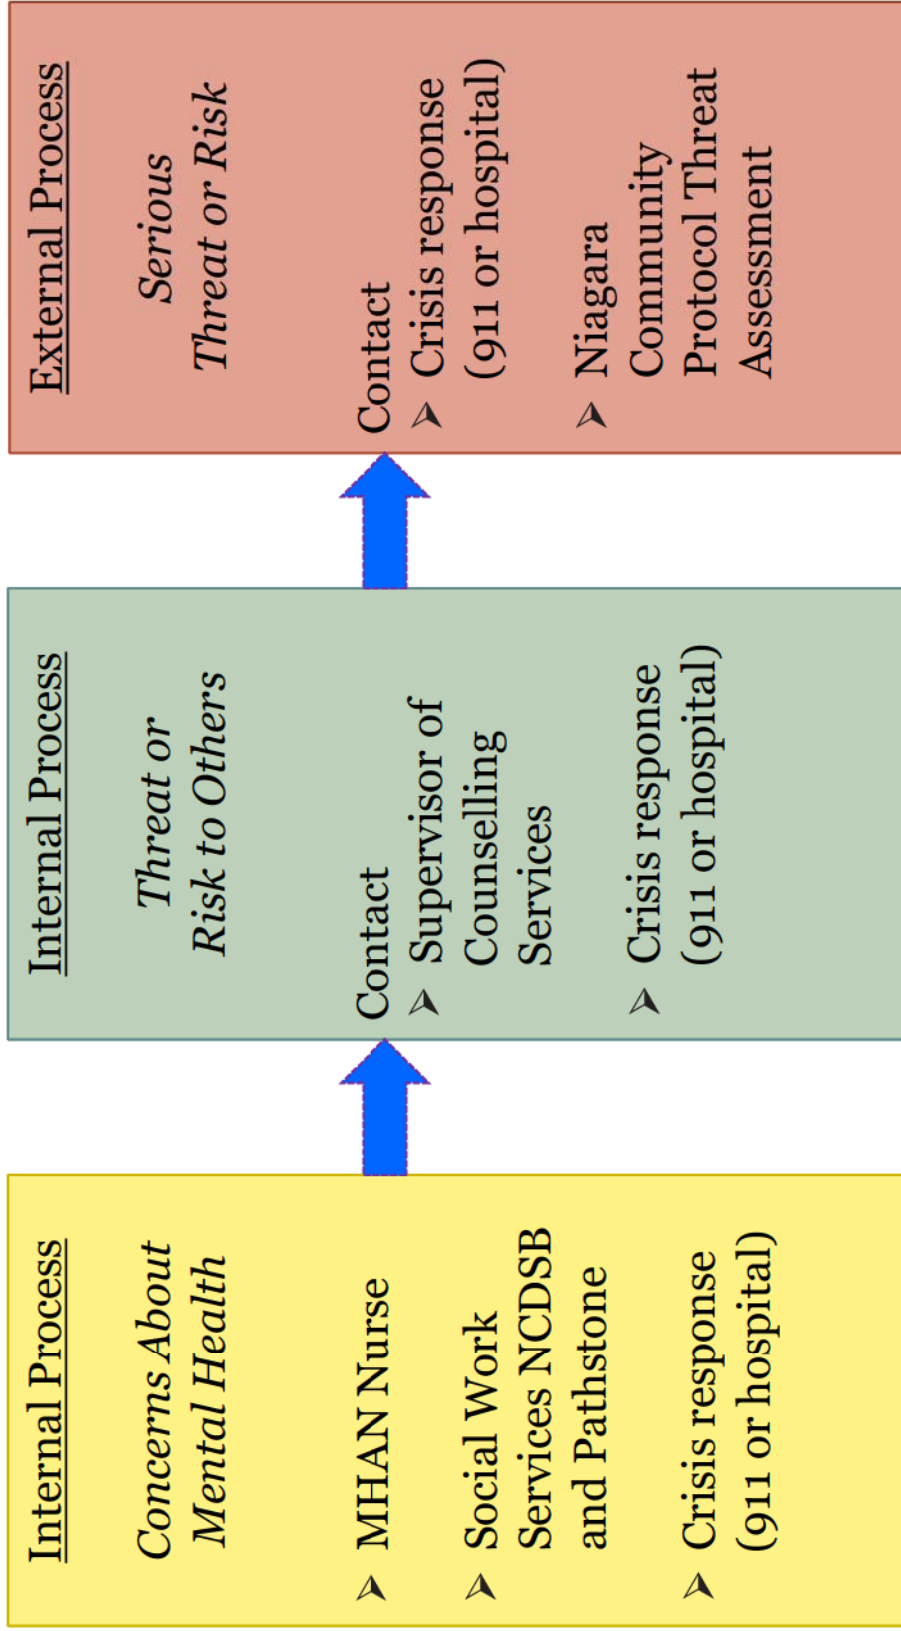 Internal Process
Concerns About
Mental Health
➢ MHAN Nurse
➢ Social Work
Services NCDSB
and Pathstone
➢ Crisis response
(911 or hospital)
Internal Process
Threat or
Risk to Others
Contact
➢ Supervisor of
Counselling
Services
➢ Crisis response
(911 or hospital)
External Process
Serious
Threat or Risk
Contact
➢ Crisis response
(911 or hospital)
➢ Niagara
Community
Protocol Threat
Assessment